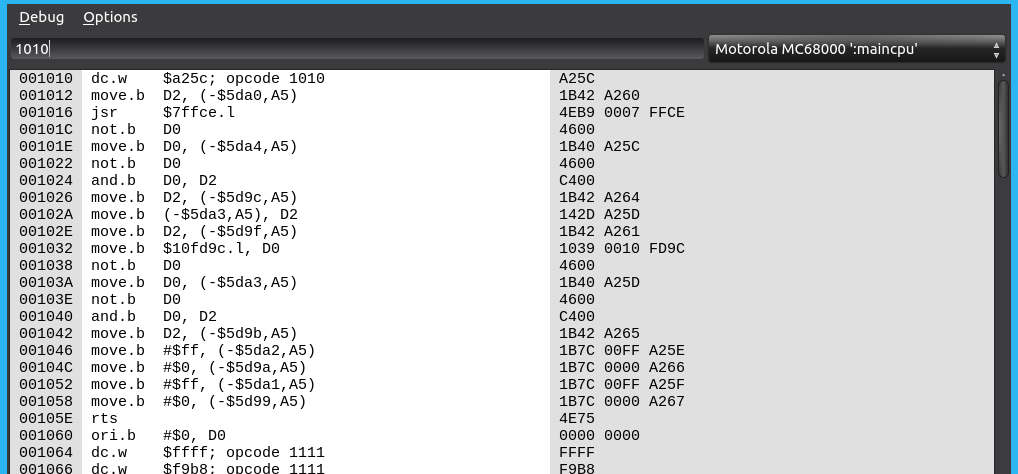 Debug Options
1010 Motorola MC68000 ':maincpu'
001010 dc.w $a25c; opcode 1010 A25C
001012 move.b D2, (-$5da0,A5) 1B42 A260
001016 jsr $7ffce.l 4EB9 0007 FFCE
00101C not.b D0 4600
00101E move.b D0, (-$5da4,A5) 1B40 A25C
001022 not.b D0 4600
001024 and.b D0, D2 C400
001026 move.b D2, (-$5d9c,A5) 1B42 A264
00102A move.b (-$5da3,A5), D2 142D A25D
00102E move.b D2, (-$5d9f,A5) 1B42 A261
001032 move.b $10fd9c.l, D0 1039 0010 FD9C
001038 not.b D0 4600
00103A move.b D0, (-$5da3,A5) 1B40 A25D
00103E not.b D0 4600
001040 and.b D0, D2 C400
001042 move.b D2, (-$5d9b,A5) 1B42 A265
001046 move.b #$ff, (-$5da2,A5) 1B7C 00FF A25E
00104C move.b #$0, (-$5d9a,A5) 1B7C 0000 A266
001052 move.b #$ff, (-$5da1,A5) 1B7C 00FF A25F
001058 move.b #$0, (-$5d99,A5) 1B7C 0000 A267
00105E rts 4E75
001060 ori.b #$0, D0 0000 0000
001064 dc.w $ffff; opcode 1111 FFFF
001066 dc.w $f9b8; opcode 1111 F9B8